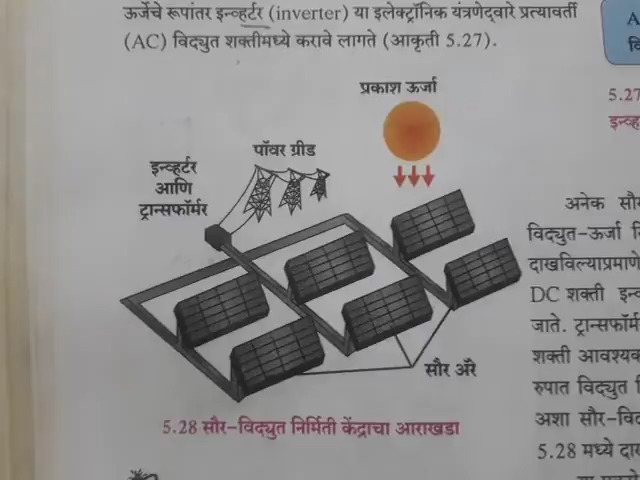 ऊर्जेचे रूपांतर इन्व्हर्टर (inverter) या इलेक्ट्रॉनिक यंत्रणेद्वारे प्रत्यावर्ती
(AC) विद्युत शक्तीमध्ये करावे लागते (आकृती 5.27).
प्रकाश ऊर्जा
पॉवर ग्रीड
इन्व्हर्टर
आणि
ट्रान्सफॉर्मर
सौर ॲरे
5.28 सौर-विद्युत निर्मिती केंद्राचा आराखडा
A
वि
5.27
इन्व्ह
अनेक सौ
विद्युत-ऊर्जा
दाखविल्याप्रमाणे
DC शक्ती इन्व
जाते. ट्रान्सफॉर्म
शक्ती आवश्यक
रुपात विद्युत
अशा सौर-विद
5.28 मध्ये दा